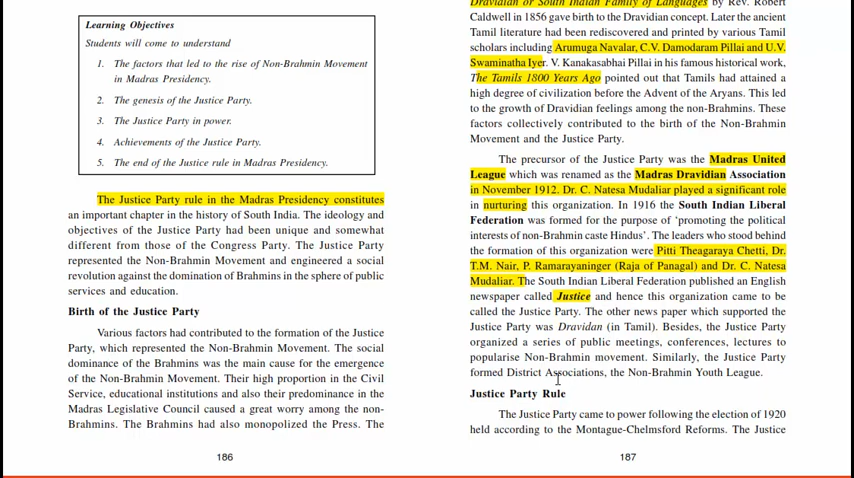 Learning Objectives
Students will come to understand
1. The factors that led to the rise of Non-Brahmin Movement
in Madras Presidency.
2. The genesis of the Justice Party.
3. The Justice Party in power.
4. Achievements of the Justice Party.
5. The end of the Justice rule in Madras Presidency.
The Justice Party rule in the Madras Presidency constitutes
an important chapter in the history of South India. The ideology and
objectives of the Justice Party had been unique and somewhat
different from those of the Congress Party. The Justice Party
represented the Non-Brahmin Movement and engineered a social
revolution against the domination of Brahmins in the sphere of public
services and education.
Birth of the Justice Party
Various factors had contributed to the formation of the Justice
Party, which represented the Non-Brahmin Movement. The social
dominance of the Brahmins was the main cause for the emergence
of the Non-Brahmin Movement. Their high proportion in the Civil
Service, educational institutions and also their predominance in the
Madras Legislative Council caused a great worry among the non-
Brahmins. The Brahmins had also monopolized the Press. The
186
Dravidian or South Indian Family of Languages by Rev. Robert
Caldwell in 1856 gave birth to the Dravidian concept. Later the ancient
Tamil literature had been rediscovered and printed by various Tamil
scholars including Arumuga Navalar, C.V. Damodaram Pillai and U.V.
Swaminatha Iyer. V. Kanakasabhai Pillai in his famous historical work,
The Tamils 1800 Years Ago pointed out that Tamils had attained a
high degree of civilization before the Advent of the Aryans. This led
to the growth of Dravidian feelings among the non-Brahmins. These
factors collectively contributed to the birth of the Non-Brahmin
Movement and the Justice Party.
The precursor of the Justice Party was the Madras United
League which was renamed as the Madras Dravidian Association
in November 1912. Dr. C. Natesa Mudaliar played a significant role
in nurturing this organization. In 1916 the South Indian Liberal
Federation was formed for the purpose of ‘promoting the political
interests of non-Brahmin caste Hindus’. The leaders who stood behind
the formation of this organization were Pitti Theagaraya Chetti, Dr.
T.M. Nair, P. Ramarayaninger (Raja of Panagal) and Dr. C. Natesa
Mudaliar. The South Indian Liberal Federation published an English
newspaper called Justice and hence this organization came to be
called the Justice Party. The other news paper which supported the
Justice Party was Dravidan (in Tamil). Besides, the Justice Party
organized a series of public meetings, conferences, lectures to
popularise Non-Brahmin movement. Similarly, the Justice Party
formed District Associations, the Non-Brahmin Youth League.
Justice Party Rule
The Justice Party came to power following the election of 1920
held according to the Montague-Chelmsford Reforms. The Justice
187